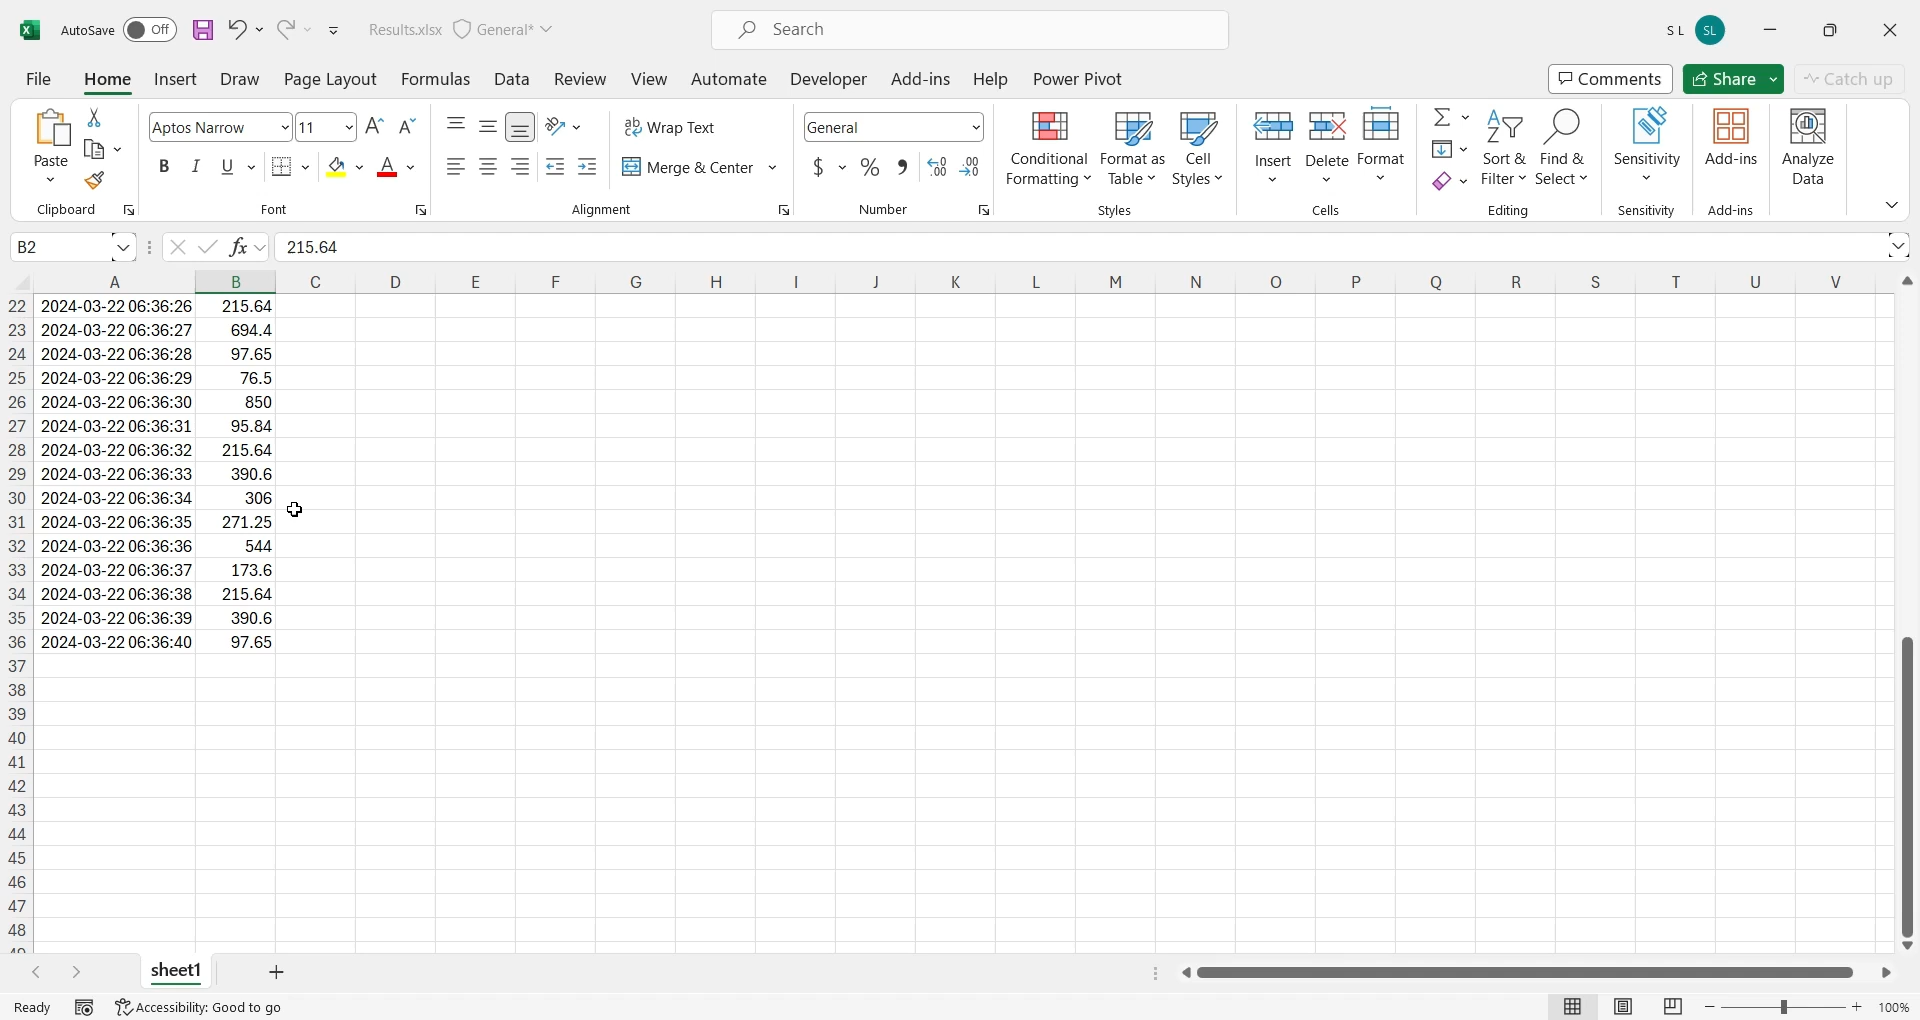 AutoSave Off Results.xlsx General* Search S L SL
File Home Insert Draw Page Layout Formulas Data Review View Automate Developer Add-ins Help Power Pivot Comments Share Catch up
Paste Aptos Narrow 11 Wrap Text General Conditional Formatting Format as Table Cell Styles Insert Delete Format Sort & Filter Find & Select Sensitivity Add-ins Analyze Data
B I U A Merge & Center $ % , .00
Clipboard Font Alignment Number Styles Cells Editing Sensitivity Add-ins
B2 fx 215.64
A B C D E F G H I J K L M N O P Q R S T U V
22 2024-03-22 06:36:26 215.64
23 2024-03-22 06:36:27 694.4
24 2024-03-22 06:36:28 97.65
25 2024-03-22 06:36:29 76.5
26 2024-03-22 06:36:30 850
27 2024-03-22 06:36:31 95.84
28 2024-03-22 06:36:32 215.64
29 2024-03-22 06:36:33 390.6
30 2024-03-22 06:36:34 306
31 2024-03-22 06:36:35 271.25
32 2024-03-22 06:36:36 544
33 2024-03-22 06:36:37 173.6
34 2024-03-22 06:36:38 215.64
35 2024-03-22 06:36:39 390.6
36 2024-03-22 06:36:40 97.65
37
38
39
40
41
42
43
44
45
46
47
48
sheet1
Ready Accessibility: Good to go 100%